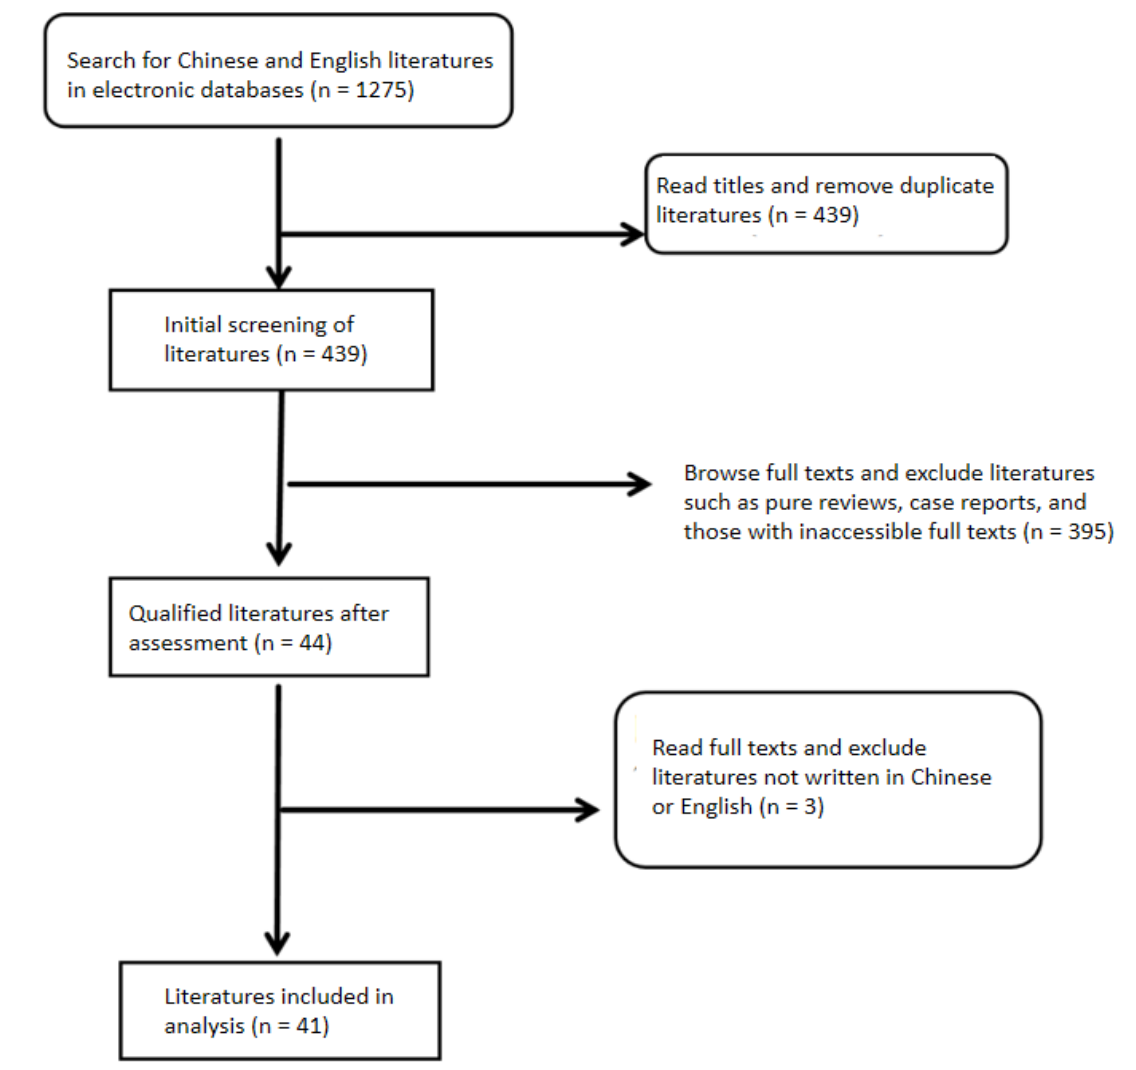 Search for Chinese and English literatures
in electronic databases (n = 1275)
Read titles and remove duplicate
literatures (n = 439)
Initial screening of
literatures (n = 439)
Browse full texts and exclude literatures
such as pure reviews, case reports, and
those with inaccessible full texts (n = 395)
Qualified literatures after
assessment (n = 44)
Read full texts and exclude
literatures not written in Chinese
or English (n = 3)
Literatures included in
analysis (n = 41)